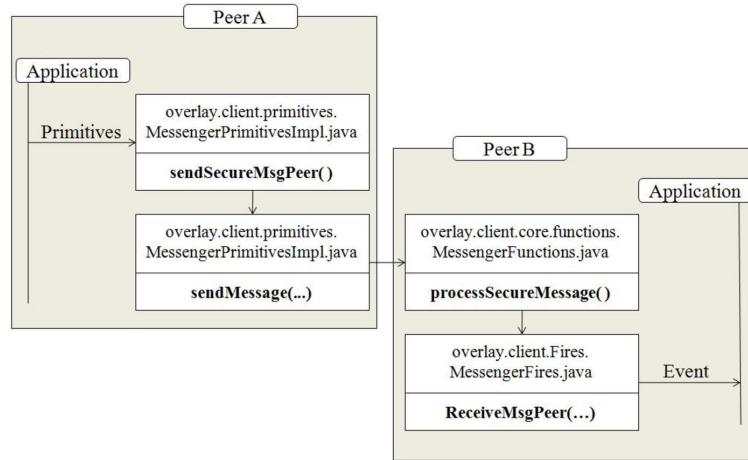 Peer A
Application
Primitives
overlay.client.primitives.
MessengerPrimitivesImpl.java
sendSecureMsgPeer( )
overlay.client.primitives.
MessengerPrimitivesImpl.java
sendMessage(...)
Peer B
Application
overlay.client.core.functions.
MessengerFunctions.java
processSecureMessage( )
overlay.client.Fires.
MessengerFires.java
ReceiveMsgPeer(…)
Event